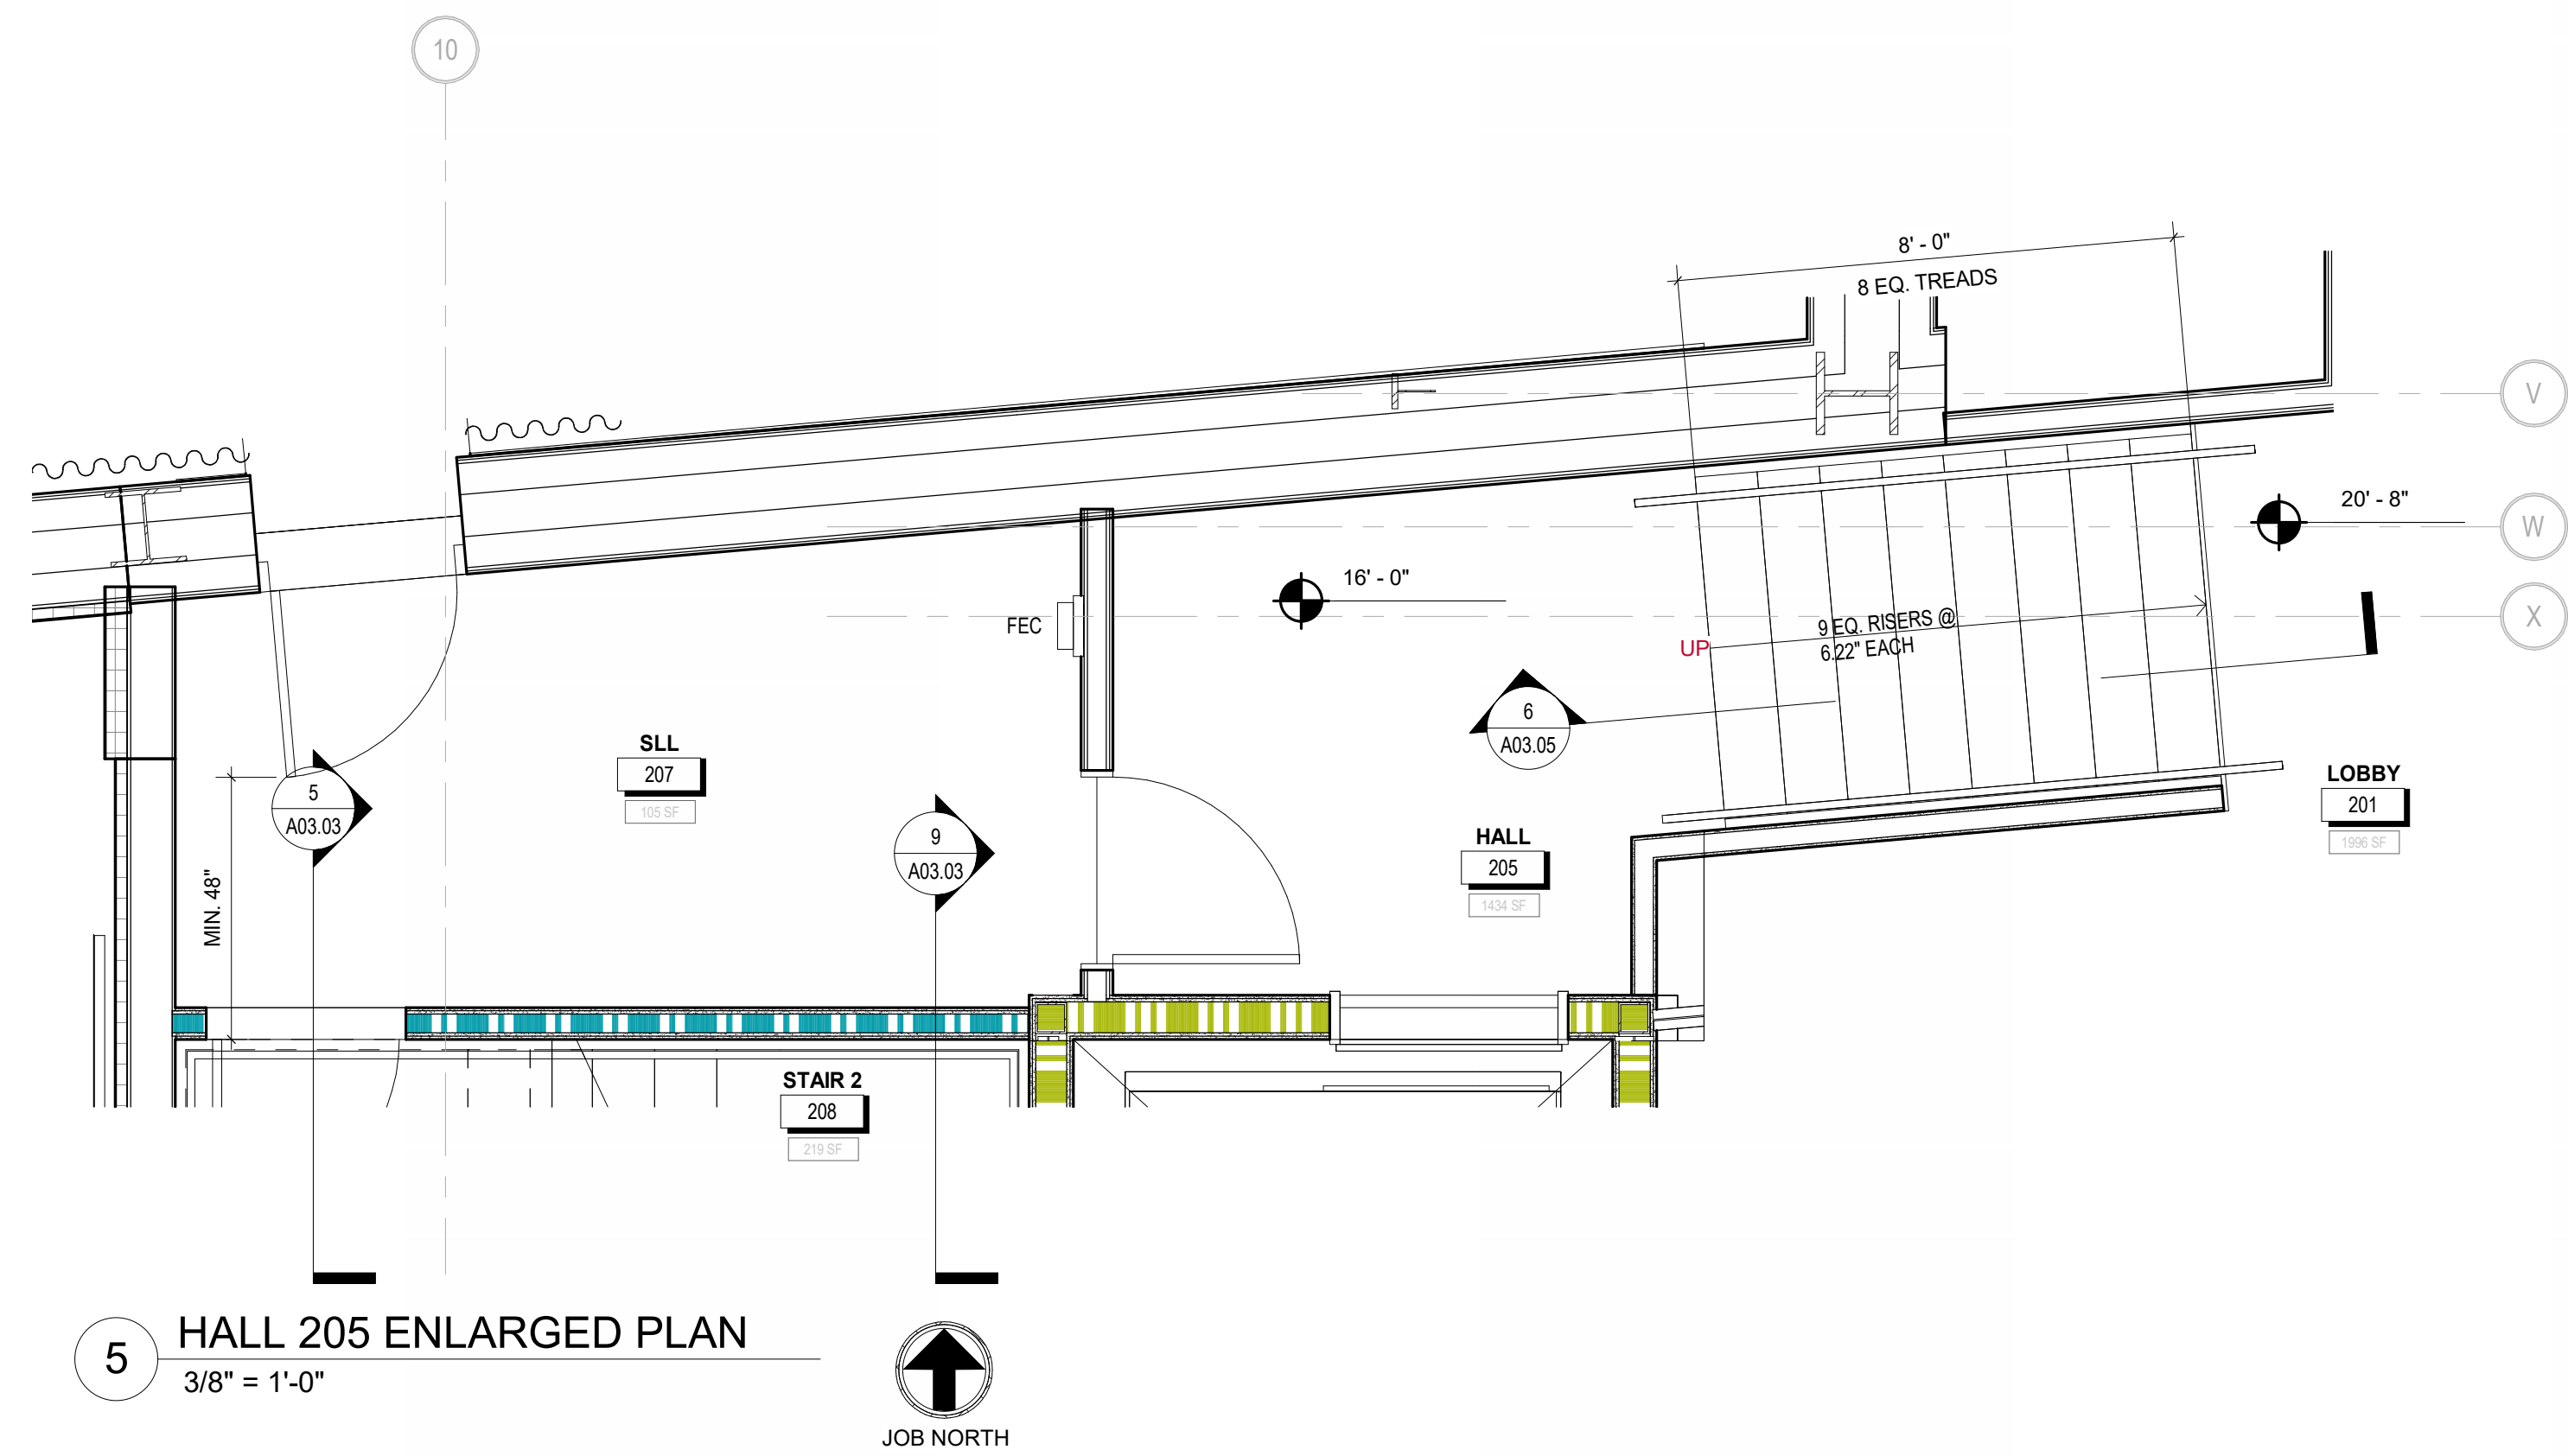 10
8' - 0"
8 EQ. TREADS
V
20' - 8"
W
16' - 0"
FEC
9 EQ. RISERS @
6.22" EACH
UP
X
6
A03.05
SLL
207
105 SF
5
A03.03
9
A03.03
MIN. 48"
HALL
205
1434 SF
LOBBY
201
1996 SF
STAIR 2
208
219 SF
5
HALL 205 ENLARGED PLAN
3/8" = 1'-0"
JOB NORTH